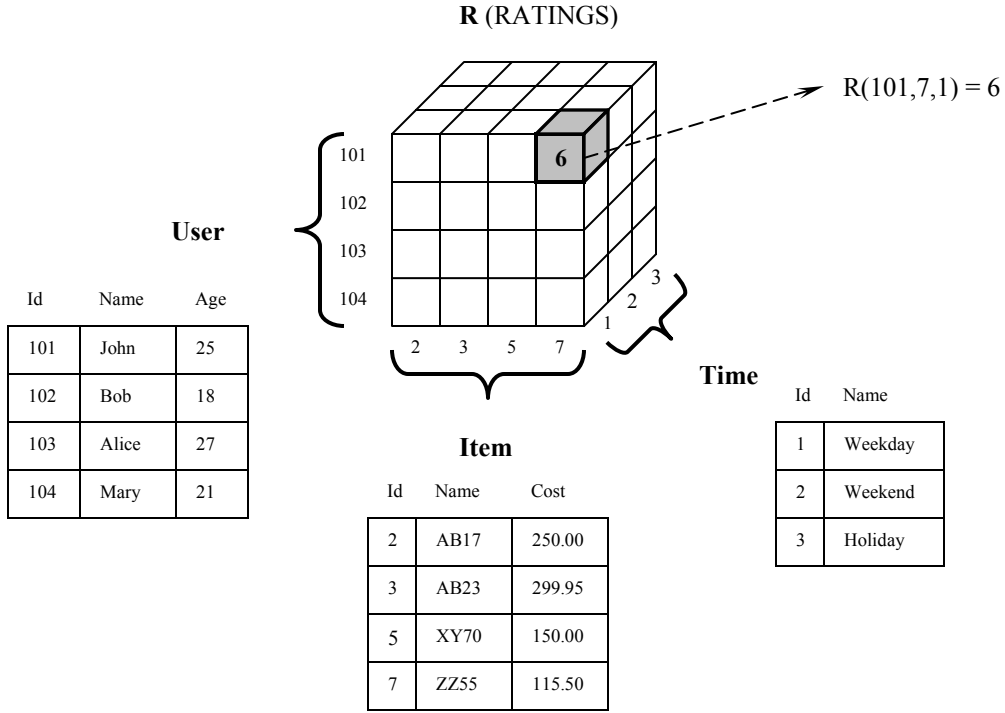 R (RATINGS)
R(101,7,1) = 6
101
6
102
User
103
104
3
2
1
2 3 5 7
Id Name Age
101 John 25
102 Bob 18
103 Alice 27
104 Mary 21
Time
Id Name
1 Weekday
2 Weekend
3 Holiday
Item
Id Name Cost
2 AB17 250.00
3 AB23 299.95
5 XY70 150.00
7 ZZ55 115.50